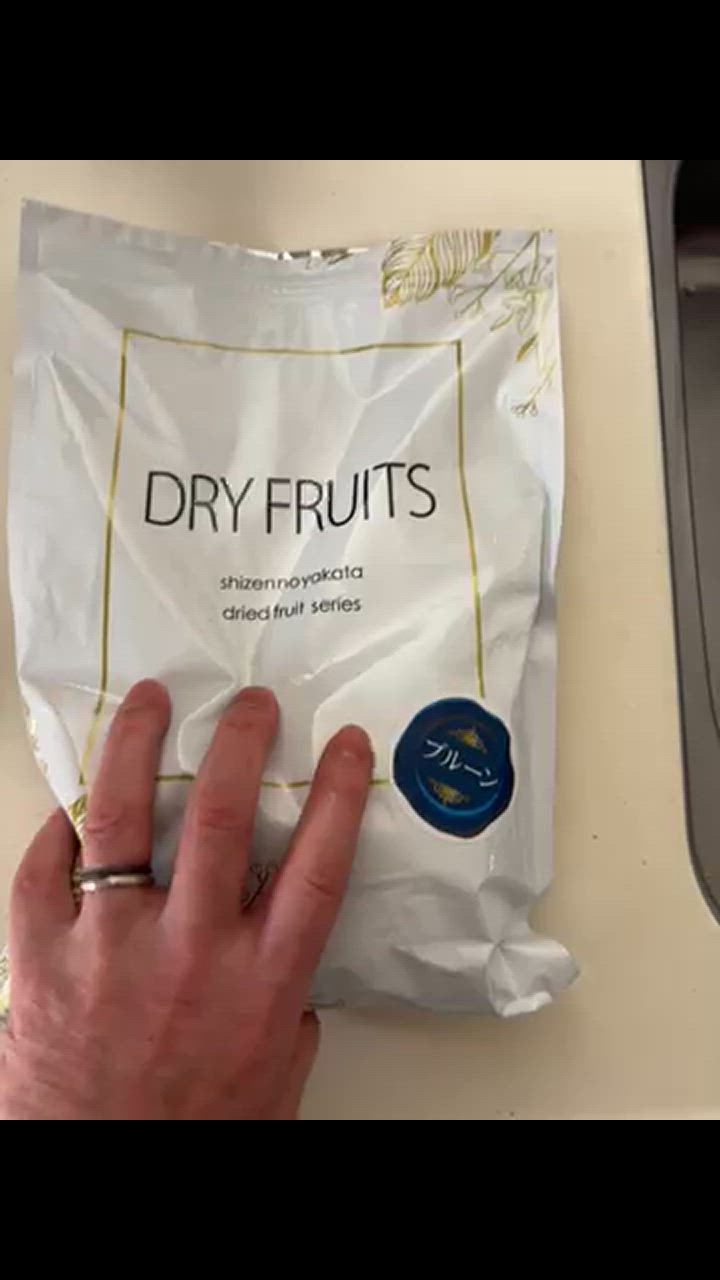 DRY FRUITS
shizennoyakata
dried fruit series
プルーン